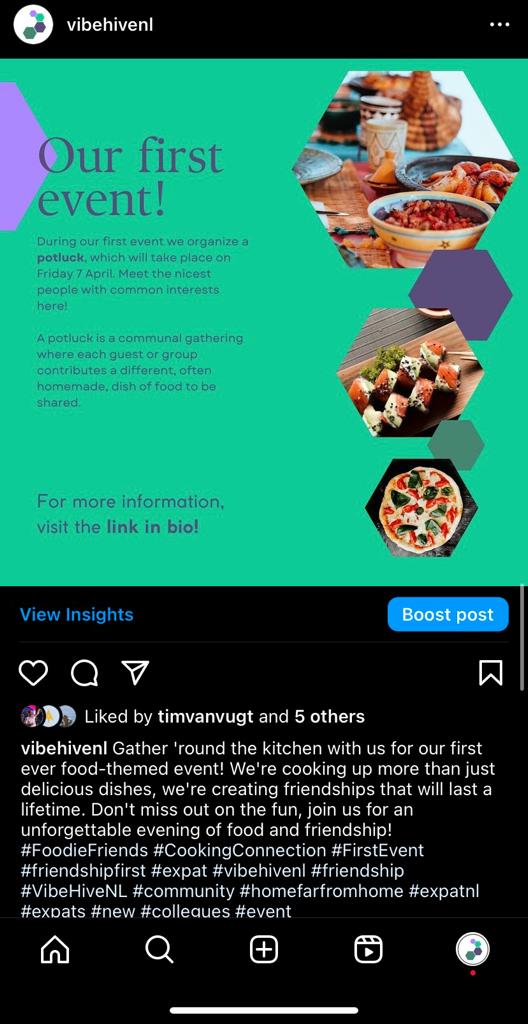 vibehivenl
Our first
event!
During our first event we organize a
potluck, which will take place on
Friday 7 April. Meet the nicest
people with common interests
here!
A potluck is a communal gathering
where each guest or group
contributes a different, often
homemade, dish of food to be
shared.
For more information,
visit the link in bio!
View Insights
Boost post
Liked by timvanvugt and 5 others
vibehivenl Gather 'round the kitchen with us for our first
ever food-themed event! We're cooking up more than just
delicious dishes, we're creating friendships that will last a
lifetime. Don't miss out on the fun, join us for an
unforgettable evening of food and friendship!
#FoodieFriends #CookingConnection #FirstEvent
#friendshipfirst #expat #vibehivenl #friendship
#VibeHiveNL #community #homefarfromhome #expatnl
#expats #new #collegues #event